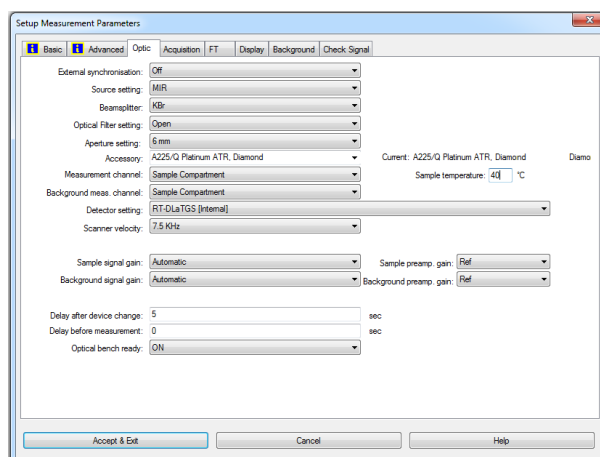 Setup Measurement Parameters
Basic Advanced Optic Acquisition FT Display Background Check Signal
External synchronisation: Off
Source setting: MIR
Beamsplitter: KBr
Optical Filter setting: Open
Aperture setting: 6 mm
Accessory: A225/Q Platinum ATR, Diamond Current: A225/Q Platinum ATR, Diamond Diamo
Measurement channel: Sample Compartment Sample temperature: 40 °C
Background meas. channel: Sample Compartment
Detector setting: RT-DLaTGS [Internal]
Scanner velocity: 7.5 KHz
Sample signal gain: Automatic Sample preamp. gain: Ref
Background signal gain: Automatic Background preamp. gain: Ref
Delay after device change: 5 sec
Delay before measurement: 0 sec
Optical bench ready: ON
Accept & Exit Cancel Help